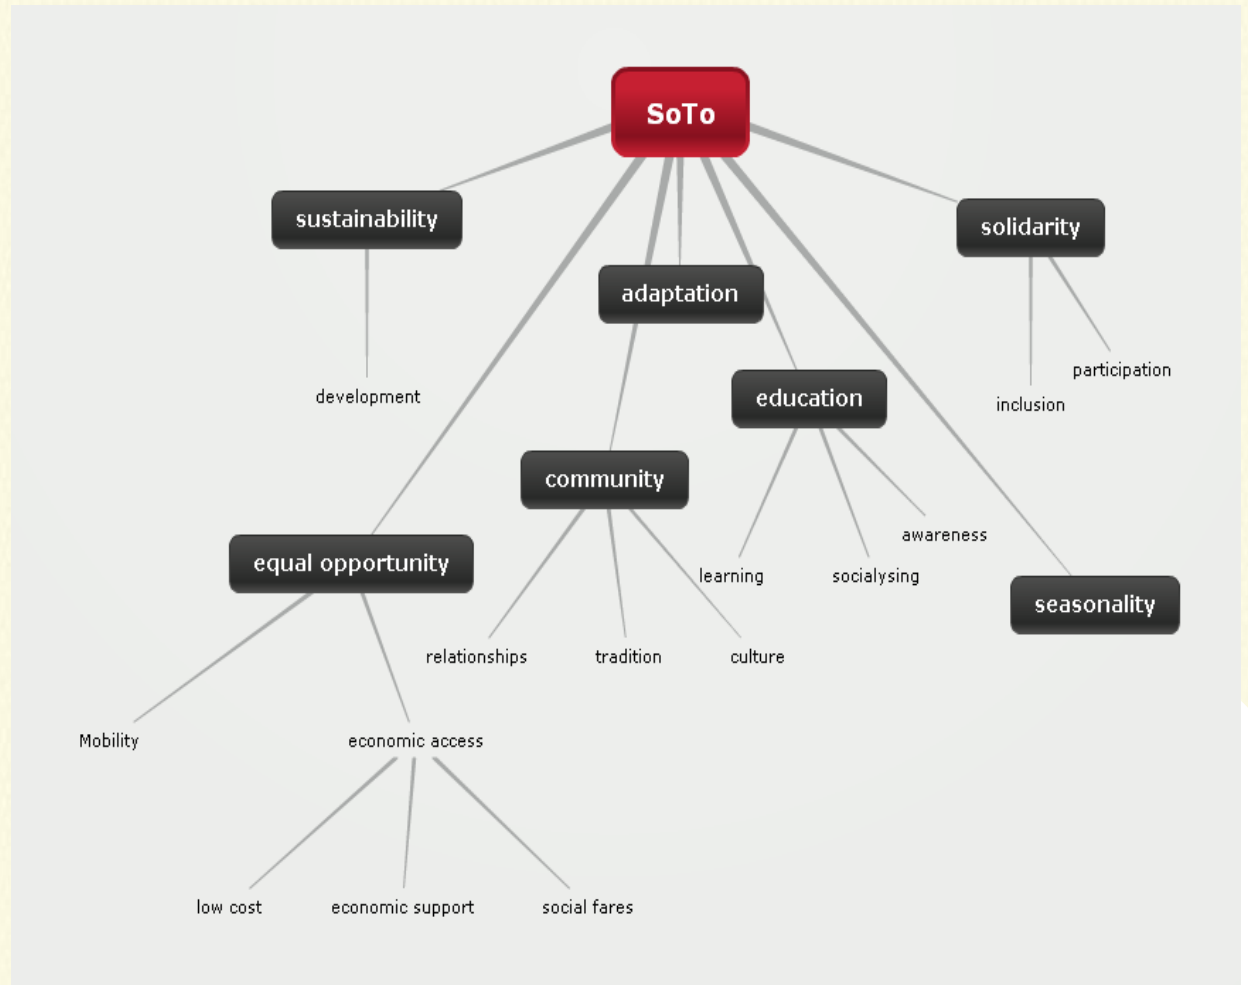 SoTo
sustainability
solidarity
adaptation
participation
development
education
inclusion
community
awareness
equal opportunity
learning
socialysing
seasonality
relationships
tradition
culture
Mobility
economic access
low cost
economic support
social fares